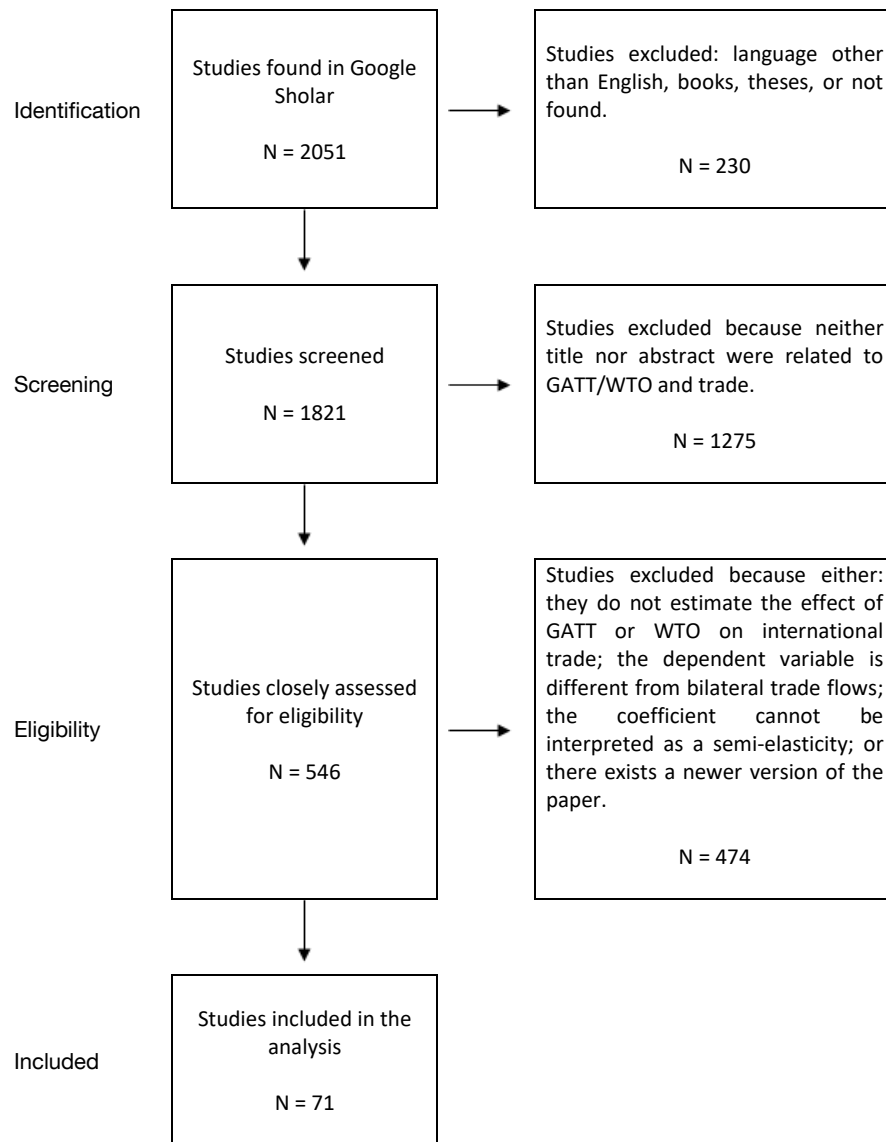 Identification
Studies found in Google
Sholar
N = 2051
Studies excluded: language other
than English, books, theses, or not
found.
N = 230
Screening
Studies screened
N = 1821
Studies excluded because neither
title nor abstract were related to
GATT/WTO and trade.
N = 1275
Eligibility
Studies closely assessed
for eligibility
N = 546
Studies excluded because either:
they do not estimate the effect of
GATT or WTO on international
trade; the dependent variable is
different from bilateral trade flows;
the coefficient cannot be
interpreted as a semi-elasticity; or
there exists a newer version of the
paper.
N = 474
Included
Studies included in the
analysis
N = 71